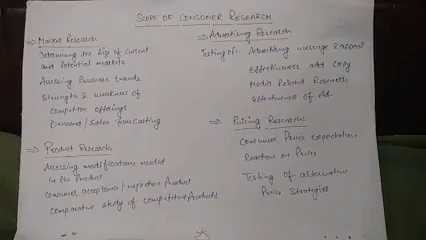 SCOPE OF CONSUMER RESEARCH
⇒ Market Research
Determining the size of current
and Potential markets
Assessing Purchase trends
Strength & weakness of
competitor offerings
Demand / Sales forecasting
⇒ Product Research
Assessing modifications needed
in the Product
Consumer acceptance / rejection Product
Comparative study of competitive Products
⇒ Advertising Research
Testing of: Advertising message & appeal
Effectiveness of ad copy
Media Related Research
Effectiveness of Ad.
⇒ Pricing Research
Consumer Price expectation
Reaction on Prices
Testing of alternative
Price Strategies